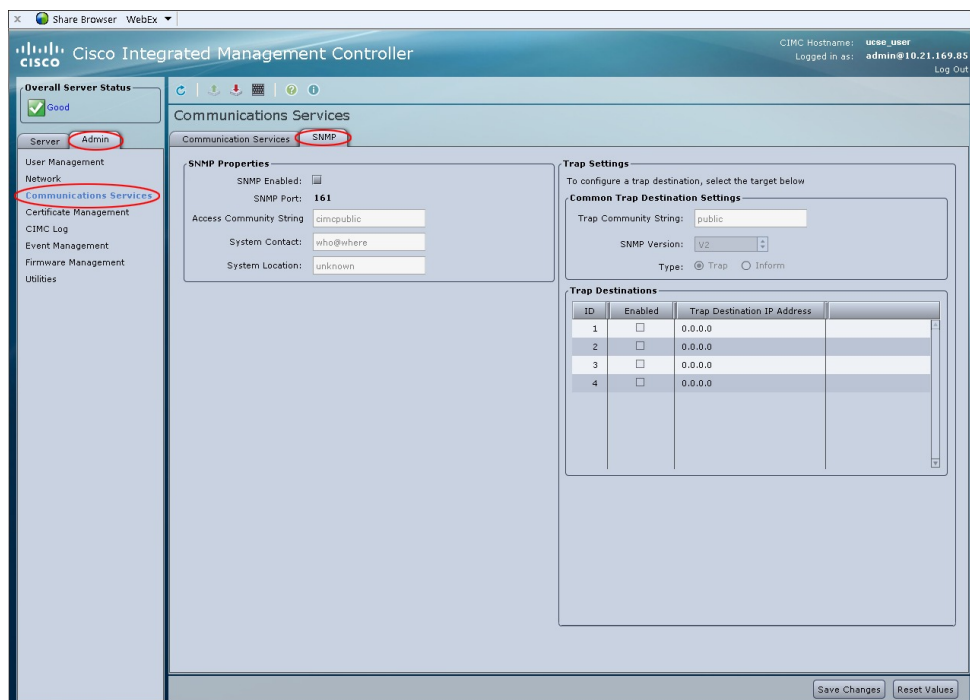 x Share Browser WebEx
CISCO Cisco Integrated Management Controller
CIMC Hostname: ucse_user
Logged in as: admin@10.21.169.85
Log Out
Overall Server Status
Good
Server Admin
User Management
Network
Communications Services
Certificate Management
CIMC Log
Event Management
Firmware Management
Utilities
Communications Services
Communication Services SNMP
SNMP Properties
SNMP Enabled:
SNMP Port: 161
Access Community String cimcpublic
System Contact: who@where
System Location: unknown
Trap Settings
To configure a trap destination, select the target below
Common Trap Destination Settings
Trap Community String: public
SNMP Version: V2
Type: Trap Inform
Trap Destinations
ID Enabled Trap Destination IP Address
1 0.0.0.0
2 0.0.0.0
3 0.0.0.0
4 0.0.0.0
Save Changes Reset Values